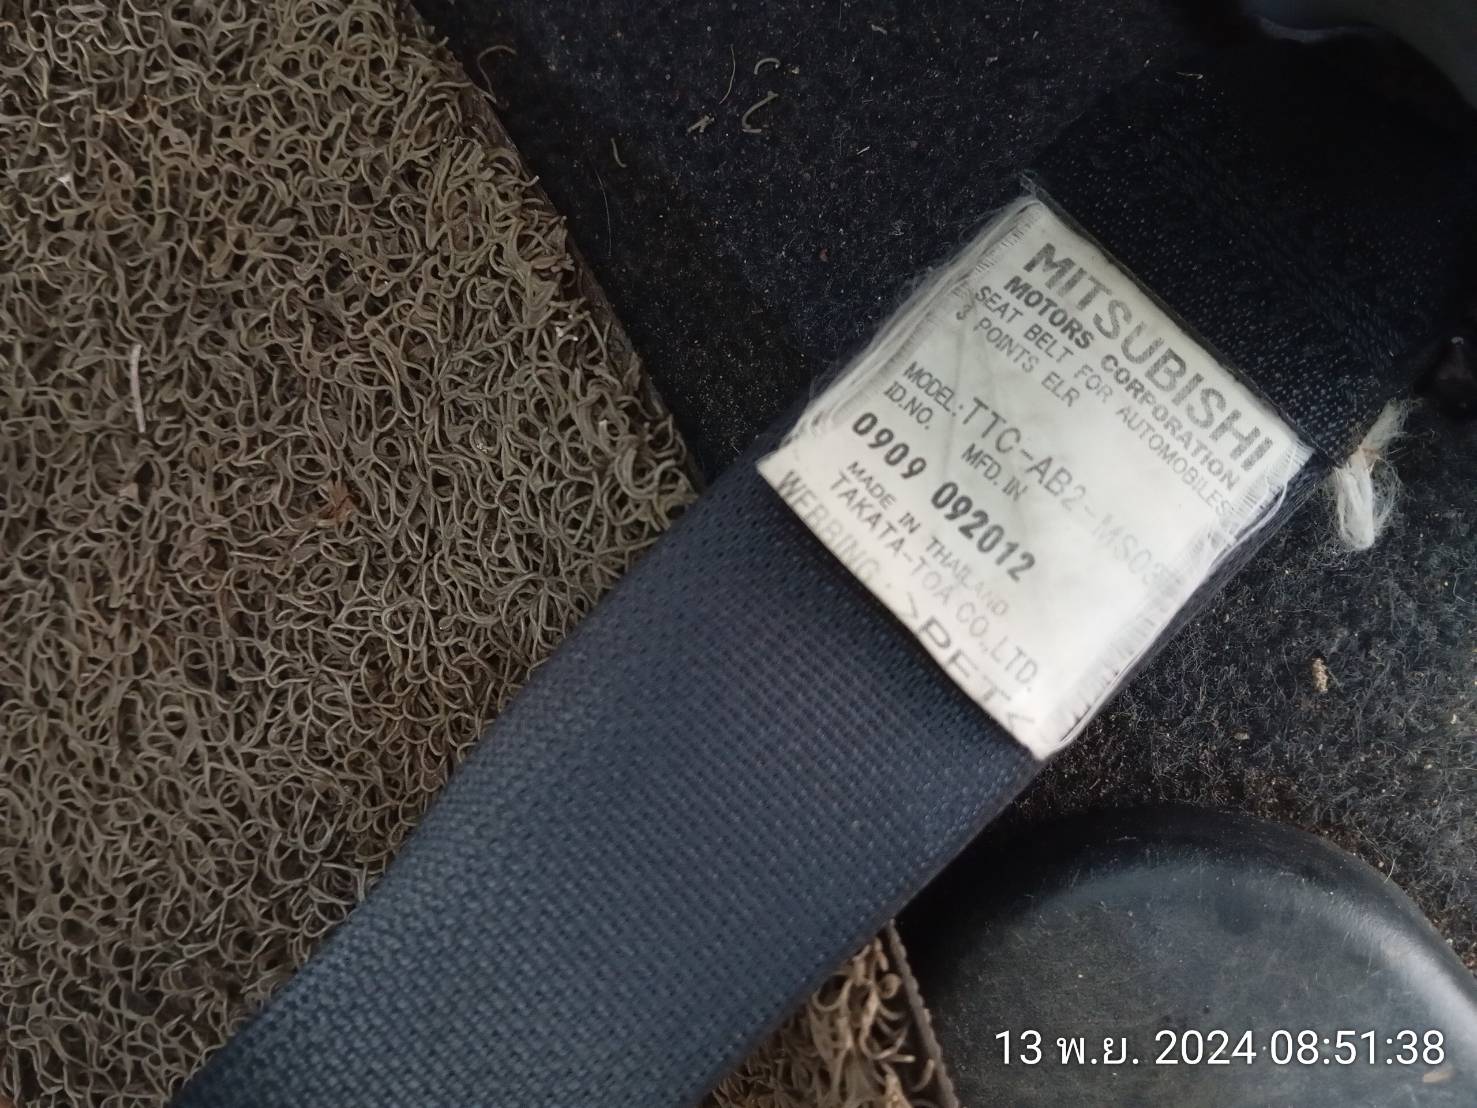 MITSUBISHI
MOTORS CORPORATION
SEAT BELT FOR AUTOMOBILES
3 POINTS ELR
MODEL: TTC-AB2-MS03
ID.NO. MFD. IN
0909 092012
MADE IN THAILAND
TAKATA-TOA CO.,LTD.
WEBBING: >PET<
13 พ.ย. 2024 08:51:38